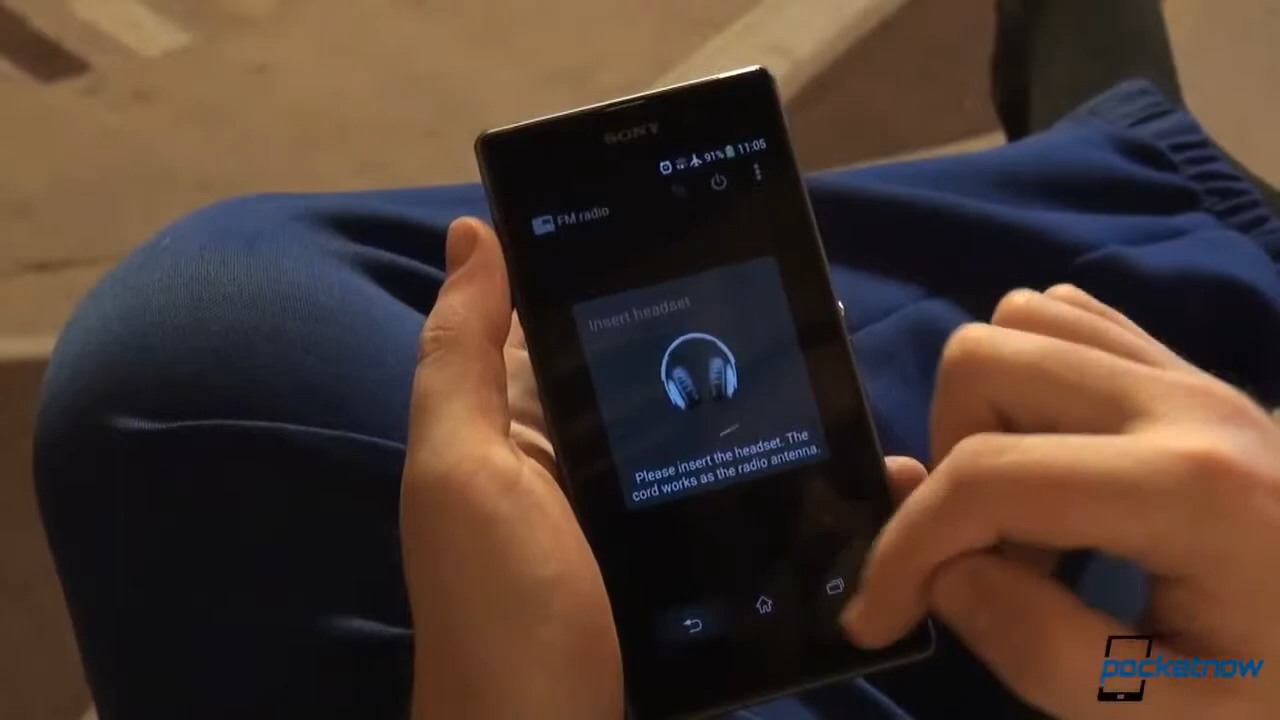 SONY
91% 11:05
FM radio
Insert headset
Please insert the headset. The
cord works as the radio antenna.
pocketnow